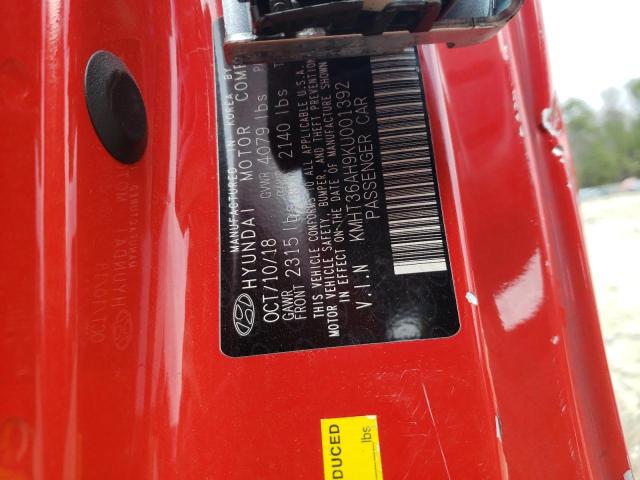 MANUFACTURED IN KOREA BY
HYUNDAI MOTOR COMP
OCT/10/18 GVWR 4079 lbs
GAWR
FRONT 2315 lbs 2140 lbs
THIS VEHICLE CONFORMS TO ALL APPLICABLE U.S.A.
MOTOR VEHICLE SAFETY, BUMPER, AND THEFT PREVENTION
IN EFFECT ON THE DATE OF MANUFACTURE SHOWN
V.I.N KMHT36AH9KU001392
PASSENGER CAR
DUCED
lbs